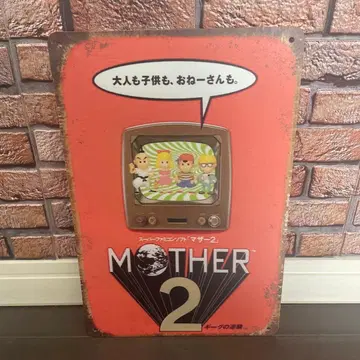 大人も子供も、おねーさんも。
スーパーファミコンソフト「マザー2」
MOTHER
2
ギーグの逆襲